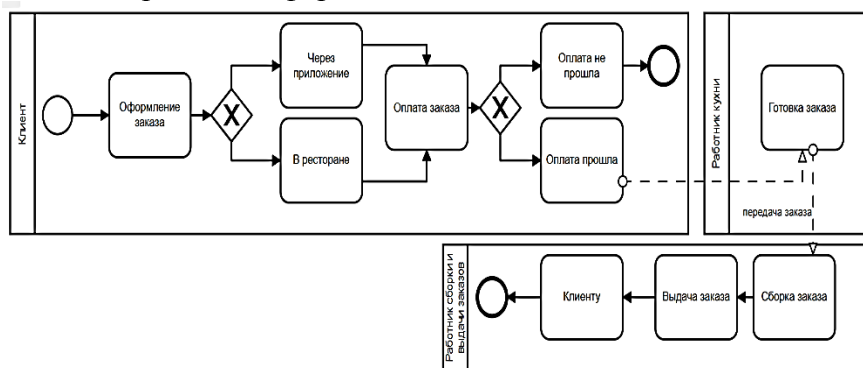 Клиент
Оформление
заказа
Через
приложение
В ресторане
Оплата заказа
Оплата не
прошла
Оплата прошла
Работник кухни
Готовка заказа
передача заказа
Работник сборки и
выдачи заказов
Клиенту
Выдача заказа
Сборка заказа